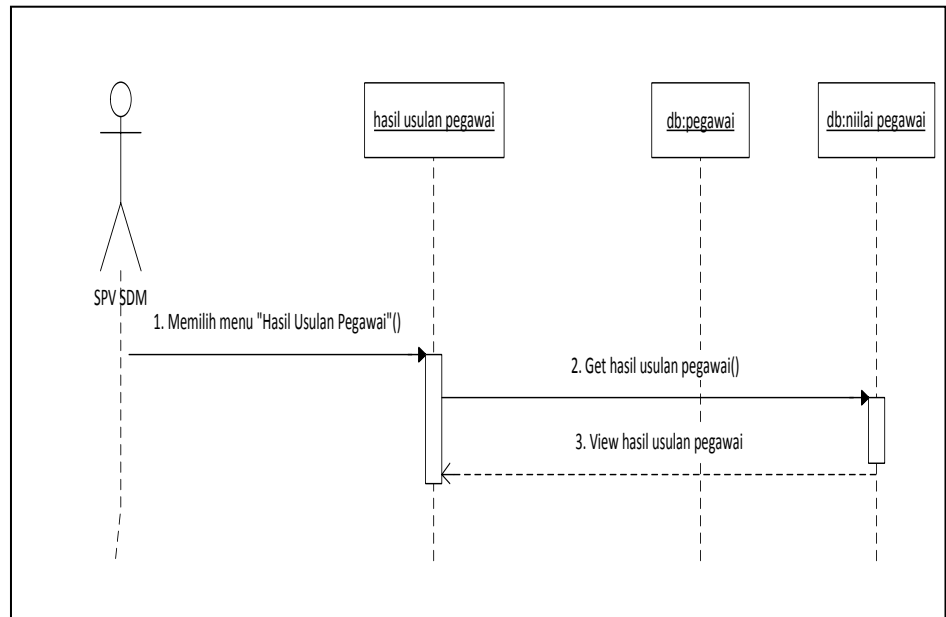 hasil usulan pegawai
db:pegawai
db:niilai pegawai
SPV SDM
1. Memilih menu "Hasil Usulan Pegawai"()
2. Get hasil usulan pegawai()
3. View hasil usulan pegawai